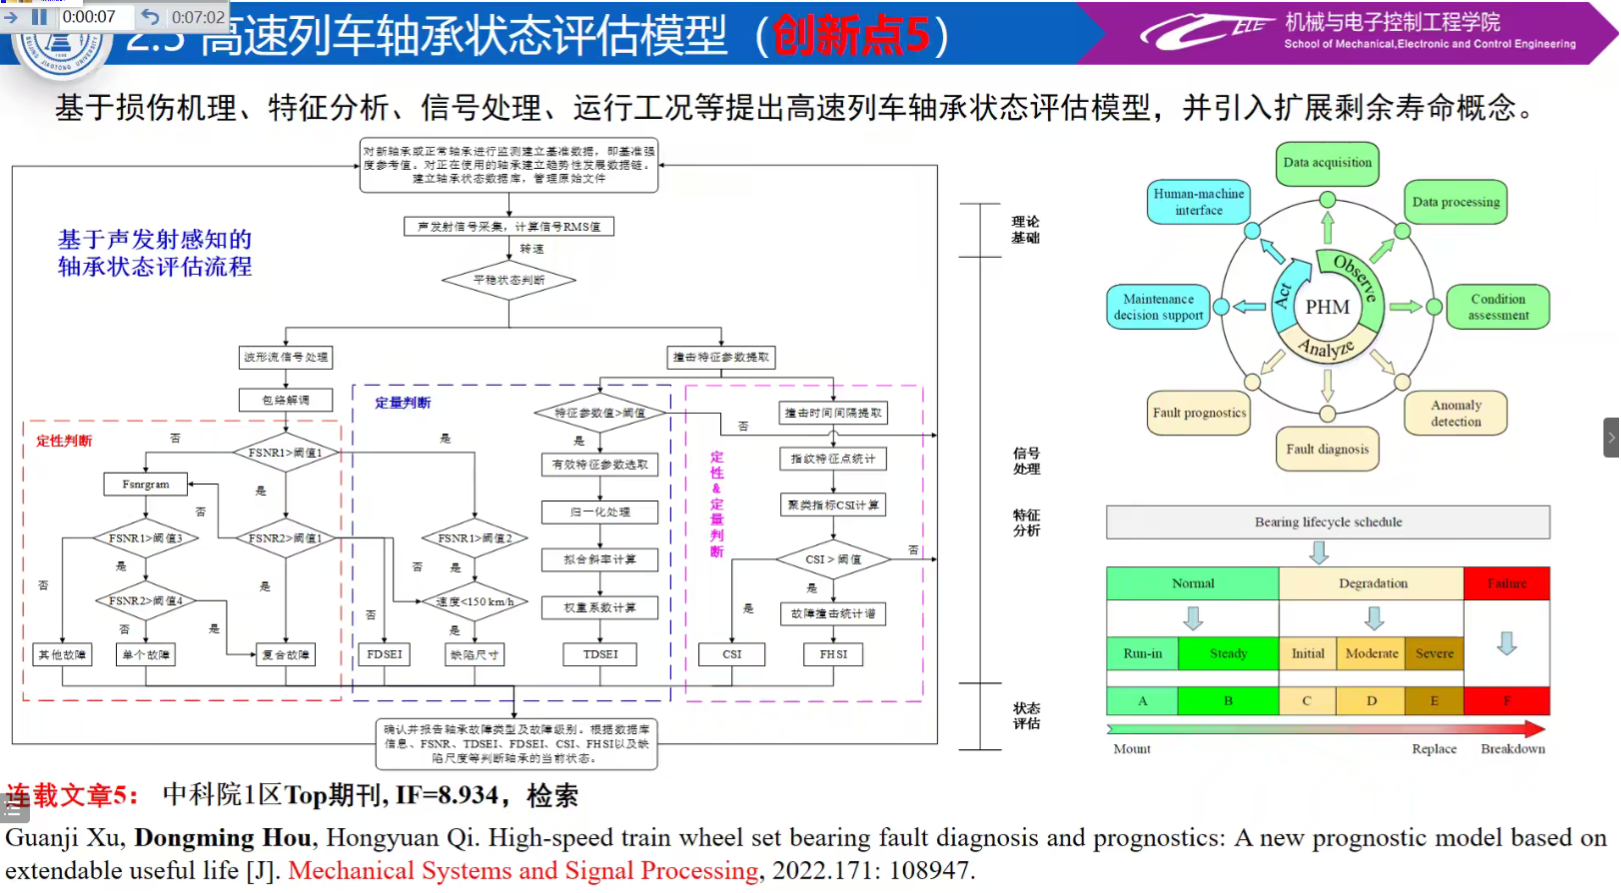 0:00:07
0:07:02
2.5 高速列车轴承状态评估模型（创新点5）
机械与电子控制工程学院
School of Mechanical,Electronic and Control Engineering
基于损伤机理、特征分析、信号处理、运行工况等提出高速列车轴承状态评估模型，并引入扩展剩余寿命概念。
基于声发射感知的
轴承状态评估流程
对新轴承或正常轴承进行监测建立基准数据，即基准强
度参考值。对正在使用的轴承建立趋势性发展数据链。
建立轴承状态数据库，管理原始文件
声发射信号采集，计算信号RMS值
转速
平稳状态判断
波形流信号处理
撞击特征参数提取
包络解调
定性判断
否
FSNR1>阈值1
是
Fsnrgram
是
否
FSNR1>阈值3
FSNR2>阈值1
否
是
是
FSNR2>阈值4
否
是
其他故障
单个故障
复合故障
定量判断
特征参数值>阈值
否
是
有效特征参数选取
归一化处理
FSNR1>阈值2
拟合斜率计算
否
是
速度<150 km/h
权重系数计算
否
是
FDSEI
缺陷尺寸
TDSEI
定性&定量判断
撞击时间间隔提取
指纹特征点统计
聚类指标CSI计算
CSI > 阈值
否
是
是
故障撞击统计谱
CSI
FHSI
确认并报告轴承故障类型及故障级别。根据数据库
信息、FSNR、TDSEI、FDSEI、CSI、FHSI以及缺
陷尺度等判断轴承的当前状态。
理论
基础
信号
处理
特征
分析
状态
评估
Data acquisition
Human-machine
interface
Data processing
Observe
Act
PHM
Analyze
Maintenance
decision support
Condition
assessment
Fault prognostics
Anomaly
detection
Fault diagnosis
Bearing lifecycle schedule
Normal
Degradation
Failure
Run-in
Steady
Initial
Moderate
Severe
A
B
C
D
E
F
Mount
Replace
Breakdown
连载文章5： 中科院1区Top期刊, IF=8.934，检索
Guanji Xu, Dongming Hou, Hongyuan Qi. High-speed train wheel set bearing fault diagnosis and prognostics: A new prognostic model based on
extendable useful life [J]. Mechanical Systems and Signal Processing, 2022.171: 108947.